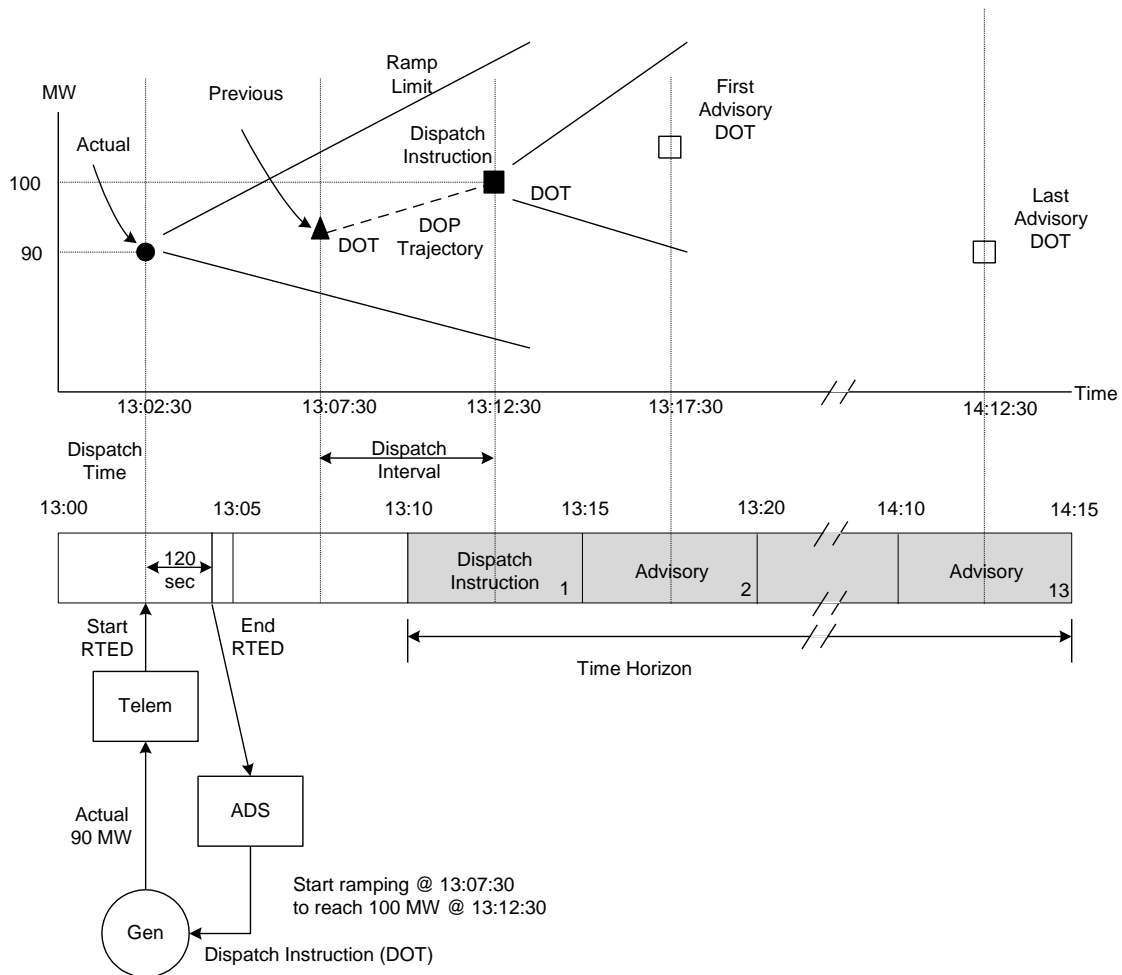 Ramp
Limit
MW
Previous
First
Advisory
DOT
Actual
Dispatch
Instruction
100
DOT
DOT
DOP
Trajectory
Last
Advisory
DOT
90
Time
13:02:30
13:07:30
13:12:30
13:17:30
14:12:30
Dispatch
Time
Dispatch
Interval
13:00
13:05
13:10
13:15
13:20
14:10
14:15
120
sec
Dispatch
Instruction
1
Advisory
2
Advisory
13
Start
RTED
End
RTED
Time Horizon
Telem
ADS
Actual
90 MW
Start ramping @ 13:07:30
to reach 100 MW @ 13:12:30
Gen
Dispatch Instruction (DOT)